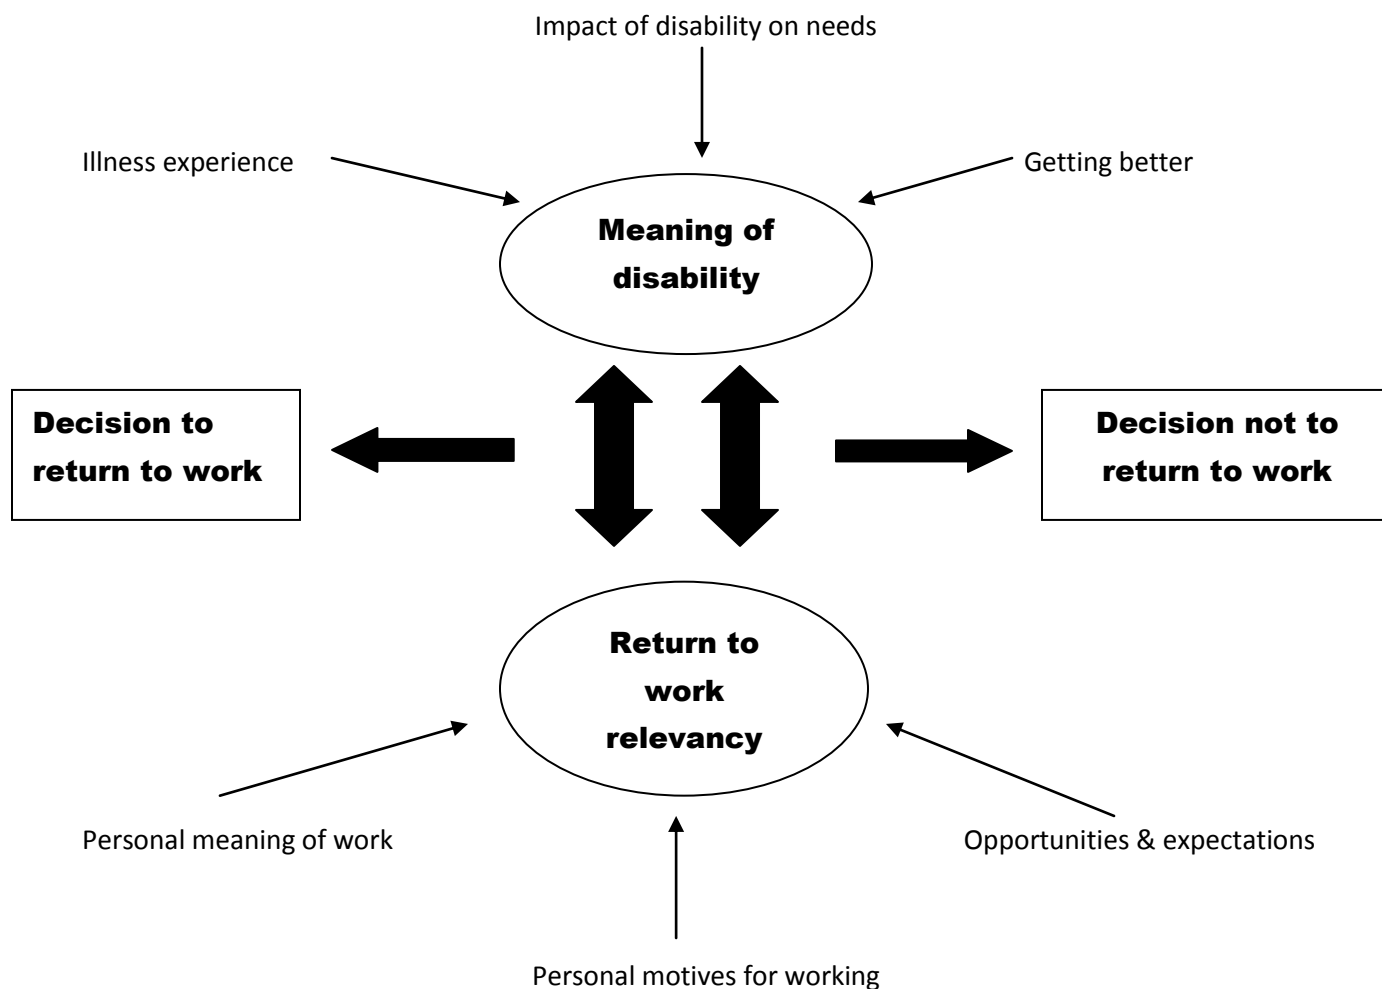 Impact of disability on needs
Illness experience
Getting better
Meaning of
disability
Decision to
return to work
Decision not to
return to work
Return to
work
relevancy
Personal meaning of work
Opportunities & expectations
Personal motives for working